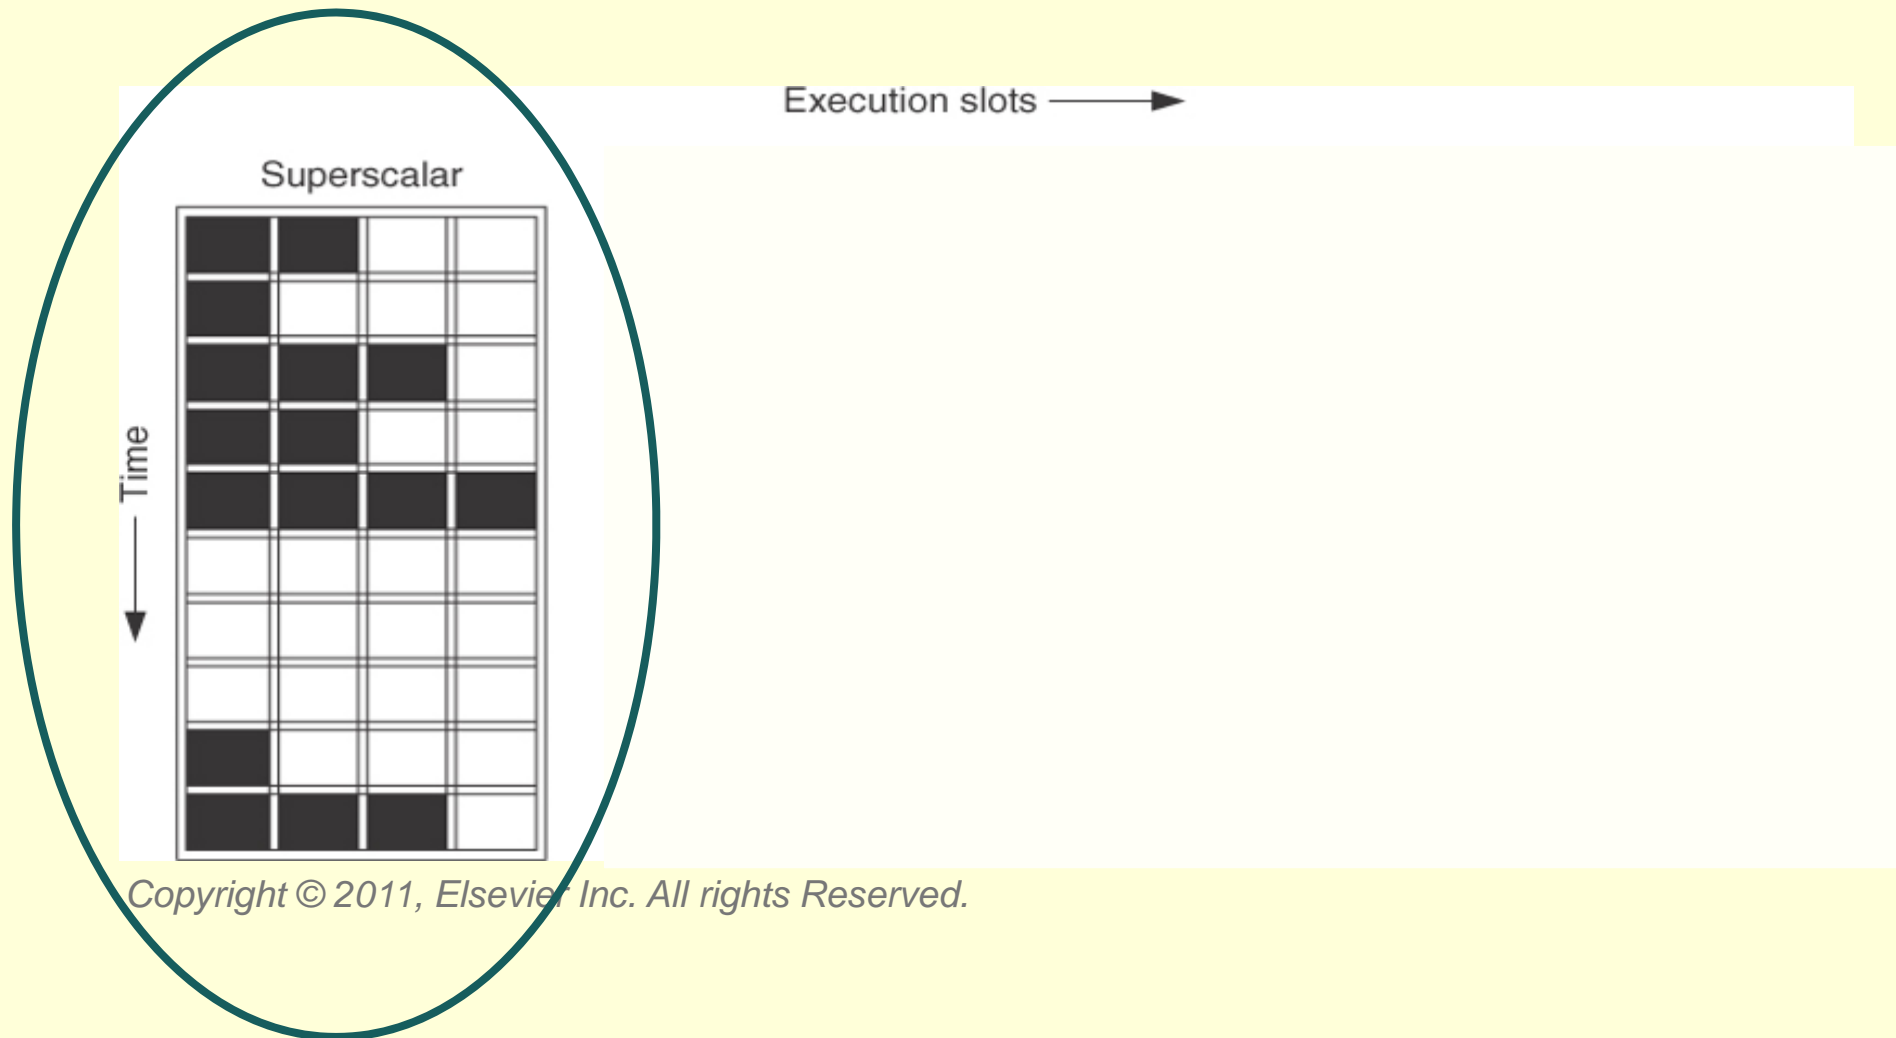 Execution slots
Superscalar
Time
Copyright © 2011, Elsevier Inc. All rights Reserved.